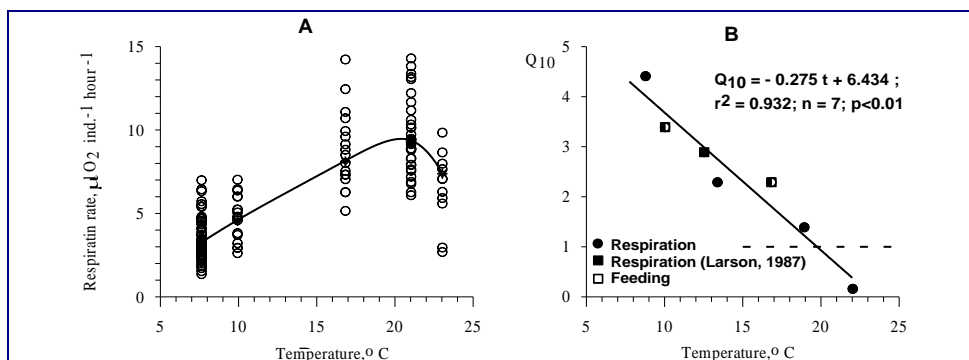 A
Respiratin rate, µlO2 ind.-1 hour-1
15
10
5
0
5 10 15 20 25
Temperature,o C
B
Q10
5
4
3
2
1
0
Q10 = - 0.275 t + 6.434 ;
r2 = 0.932; n = 7; p<0.01
Respiration
Respiration (Larson, 1987)
Feeding
5 10 15 20 25
Temperature,o C